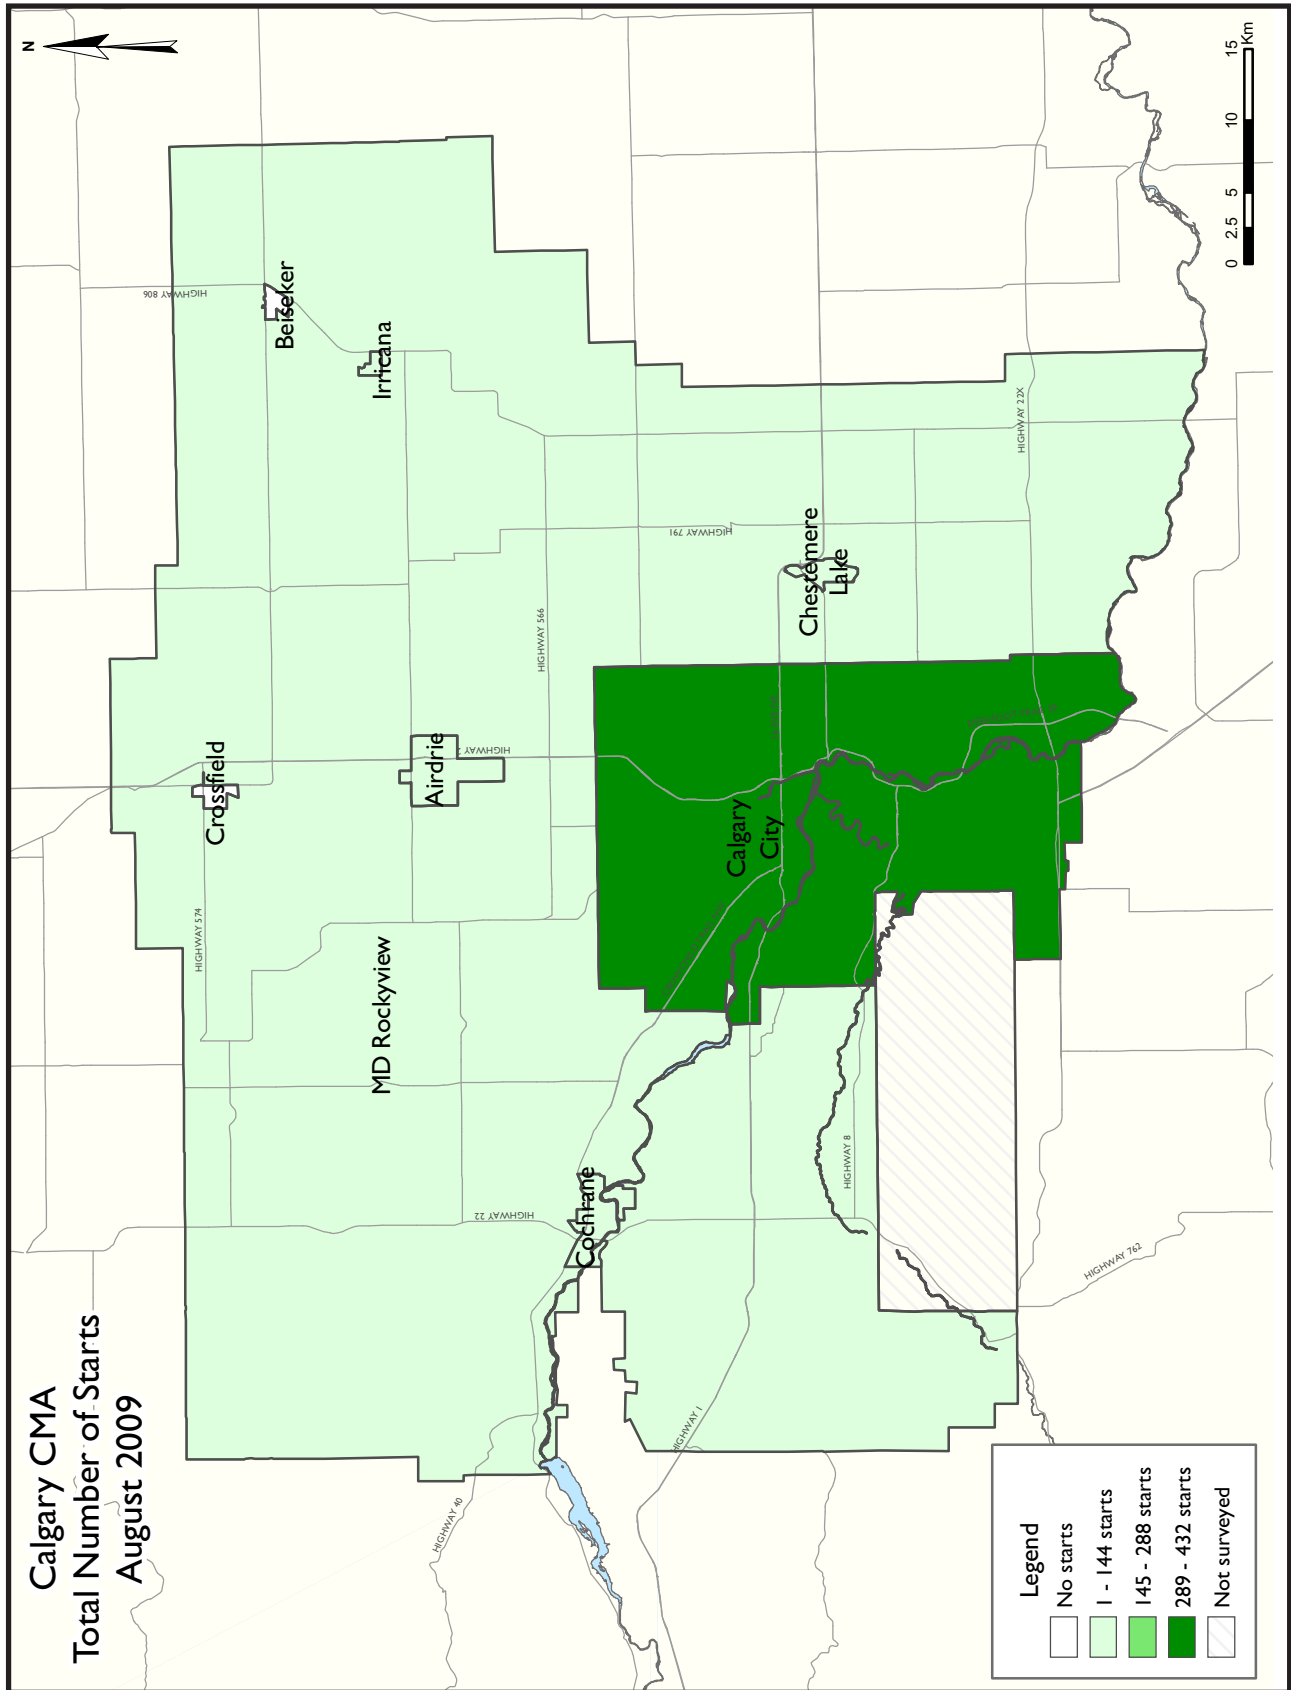 Calgary CMA
Total Number of Starts
August 2009
N
HIGHWAY 806
Beiseker
Irricana
HIGHWAY 574
Crossfield
Airdrie
HIGHWAY 2
HIGHWAY 566
MD Rockyview
HIGHWAY 22
Cochrane
HIGHWAY 40
HIGHWAY 1
HIGHWAY 8
HIGHWAY 762
Calgary
City
HIGHWAY 791
Chestemere
Lake
HIGHWAY 22X
Legend
No starts
1 - 144 starts
145 - 288 starts
289 - 432 starts
Not surveyed
0 2.5 5 10 15
Km